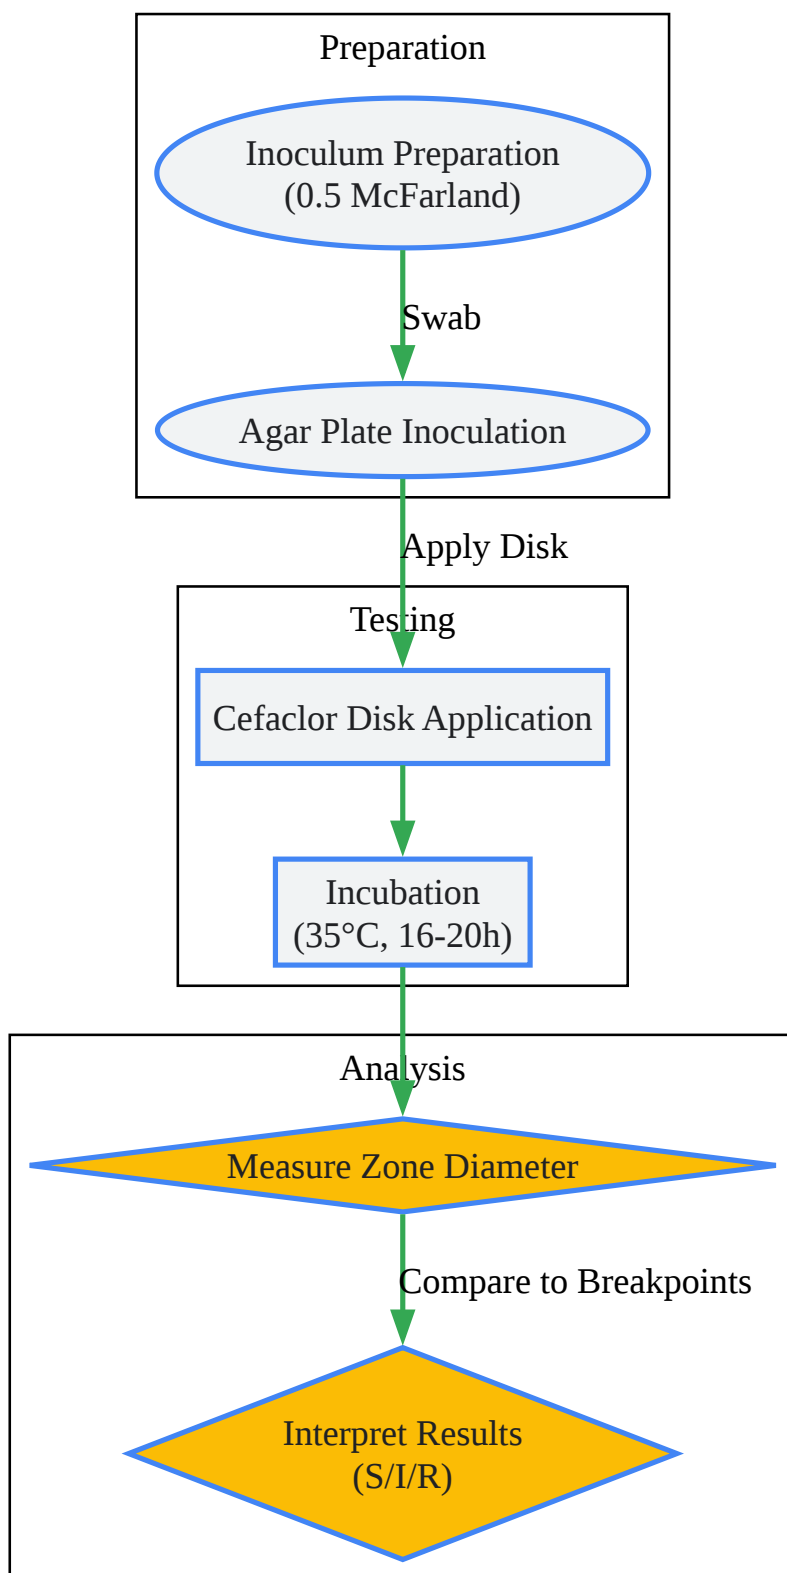 Preparation
Inoculum Preparation
(0.5 McFarland)
Swab
Agar Plate Inoculation
Apply Disk
Testing
Cefaclor Disk Application
Incubation
(35°C, 16-20h)
Analysis
Measure Zone Diameter
Compare to Breakpoints
Interpret Results
(S/I/R)